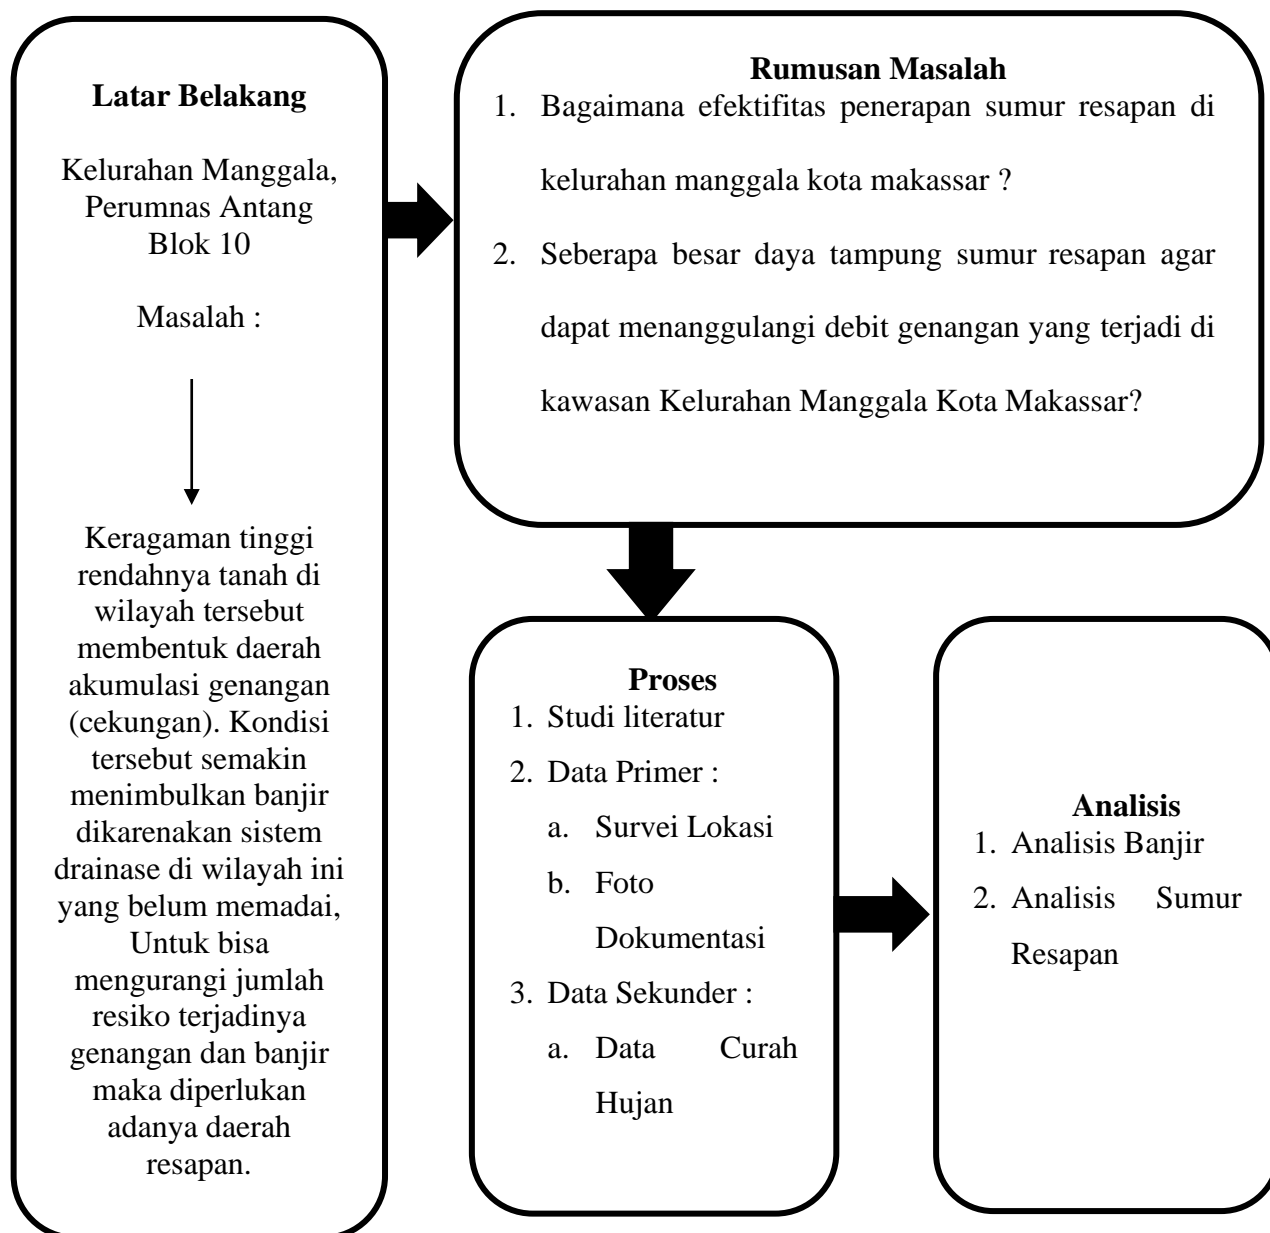 Latar Belakang
Kelurahan Manggala,
Perumnas Antang
Blok 10
Masalah :
Keragaman tinggi
rendahnya tanah di
wilayah tersebut
membentuk daerah
akumulasi genangan
(cekungan). Kondisi
tersebut semakin
menimbulkan banjir
dikarenakan sistem
drainase di wilayah ini
yang belum memadai,
Untuk bisa
mengurangi jumlah
resiko terjadinya
genangan dan banjir
maka diperlukan
adanya daerah
resapan.
Rumusan Masalah
1. Bagaimana efektifitas penerapan sumur resapan di
kelurahan manggala kota makassar ?
2. Seberapa besar daya tampung sumur resapan agar
dapat menanggulangi debit genangan yang terjadi di
kawasan Kelurahan Manggala Kota Makassar?
Proses
1. Studi literatur
2. Data Primer :
a. Survei Lokasi
b. Foto
Dokumentasi
3. Data Sekunder :
a. Data Curah
Hujan
Analisis
1. Analisis Banjir
2. Analisis Sumur
Resapan